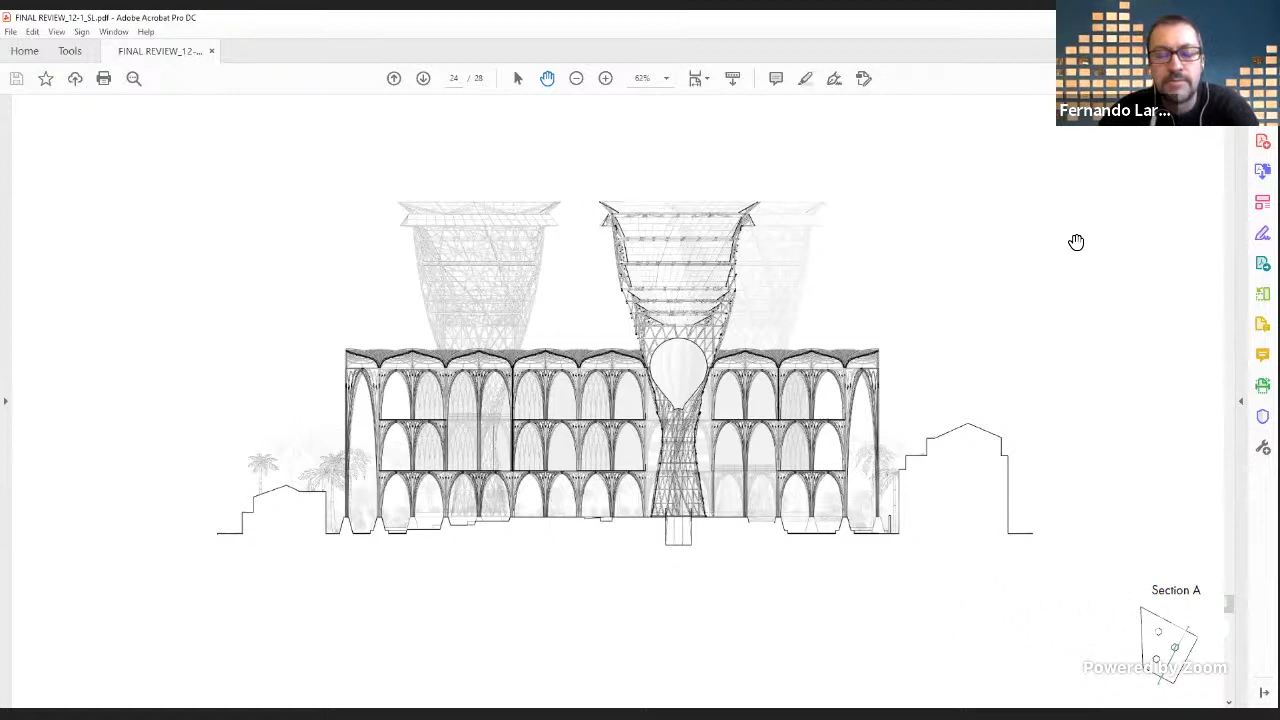 FINAL REVIEW_12-1_SL.pdf - Adobe Acrobat Pro DC
File Edit View Sign Window Help
Home Tools FINAL REVIEW_12-... ×
24 / 28 62%
Fernando Lar...
Section A
Powered by Zoom